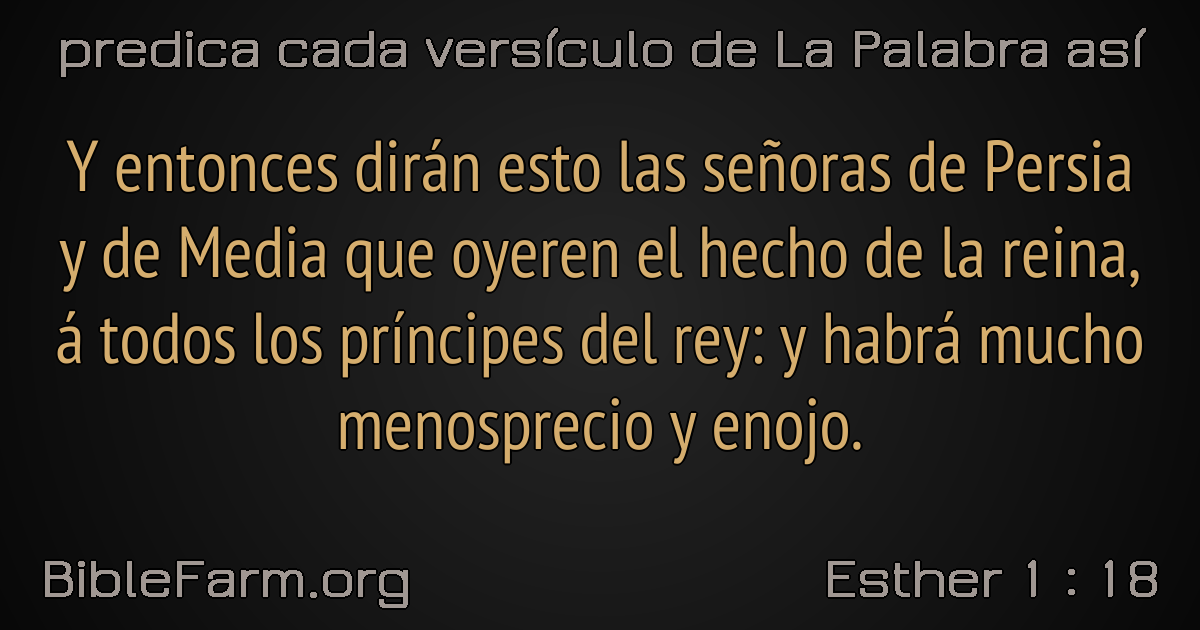 predica cada versículo de La Palabra así
Y entonces dirán esto las señoras de Persia
y de Media que oyeren el hecho de la reina,
á todos los príncipes del rey: y habrá mucho
menosprecio y enojo.
BibleFarm.org
Esther 1 : 18